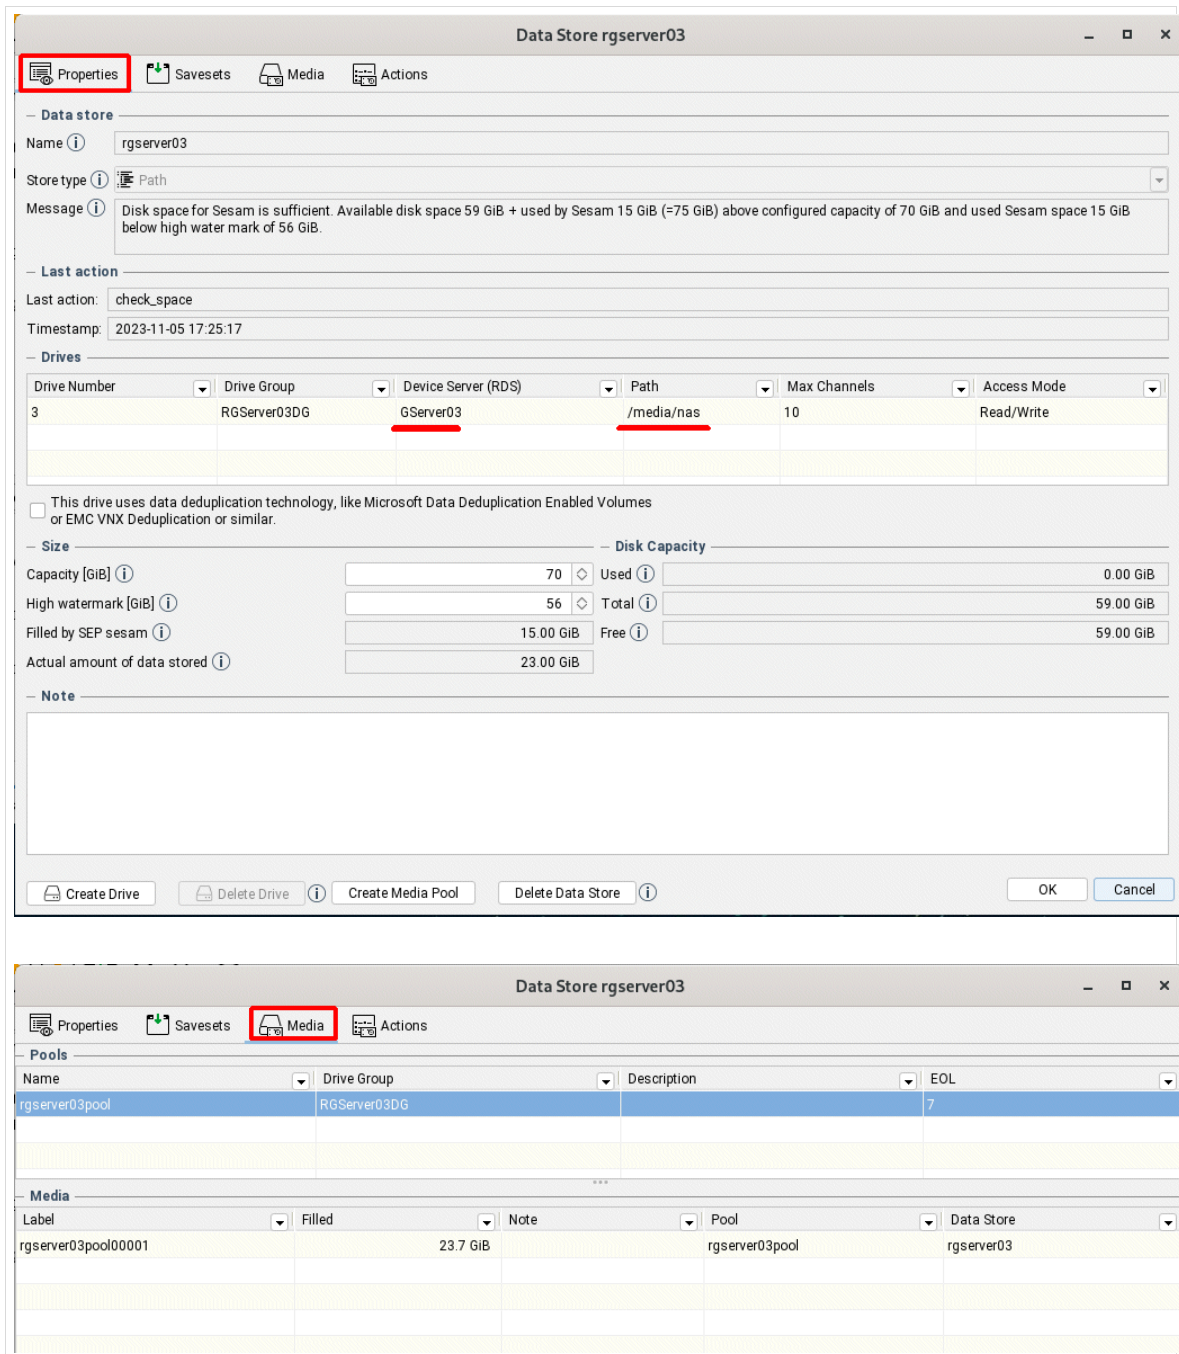 Data Store rgserver03
Properties Savesets Media Actions
Data store
Name rgserver03
Store type Path
Message Disk space for Sesam is sufficient. Available disk space 59 GiB + used by Sesam 15 GiB (=75 GiB) above configured capacity of 70 GiB and used Sesam space 15 GiB
below high water mark of 56 GiB.
Last action
Last action: check_space
Timestamp: 2023-11-05 17:25:17
Drives
Drive Number Drive Group Device Server (RDS) Path Max Channels Access Mode
3 RGServer03DG GServer03 /media/nas 10 Read/Write
This drive uses data deduplication technology, like Microsoft Data Deduplication Enabled Volumes
or EMC VNX Deduplication or similar.
Size Disk Capacity
Capacity [GiB] 70 Used 0.00 GiB
High watermark [GiB] 56 Total 59.00 GiB
Filled by SEP sesam 15.00 GiB Free 59.00 GiB
Actual amount of data stored 23.00 GiB
Note
Create Drive Delete Drive Create Media Pool Delete Data Store OK Cancel
Data Store rgserver03
Properties Savesets Media Actions
Pools
Name Drive Group Description EOL
rgserver03pool RGServer03DG 7
Media
Label Filled Note Pool Data Store
rgserver03pool00001 23.7 GiB rgserver03pool rgserver03